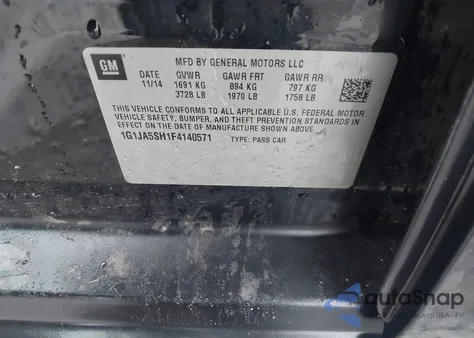 GM
MFD BY GENERAL MOTORS LLC
DATE GVWR GAWR FRT GAWR RR
11/14 1691 KG 894 KG 797 KG
3728 LB 1970 LB 1758 LB
THIS VEHICLE CONFORMS TO ALL APPLICABLE U.S. FEDERAL MOTOR
VEHICLE SAFETY, BUMPER, AND THEFT PREVENTION STANDARDS IN
EFFECT ON THE DATE OF MANUFACTURE SHOWN ABOVE.
1G1JA5SH1F4140571 TYPE: PASS CAR
autoSnap